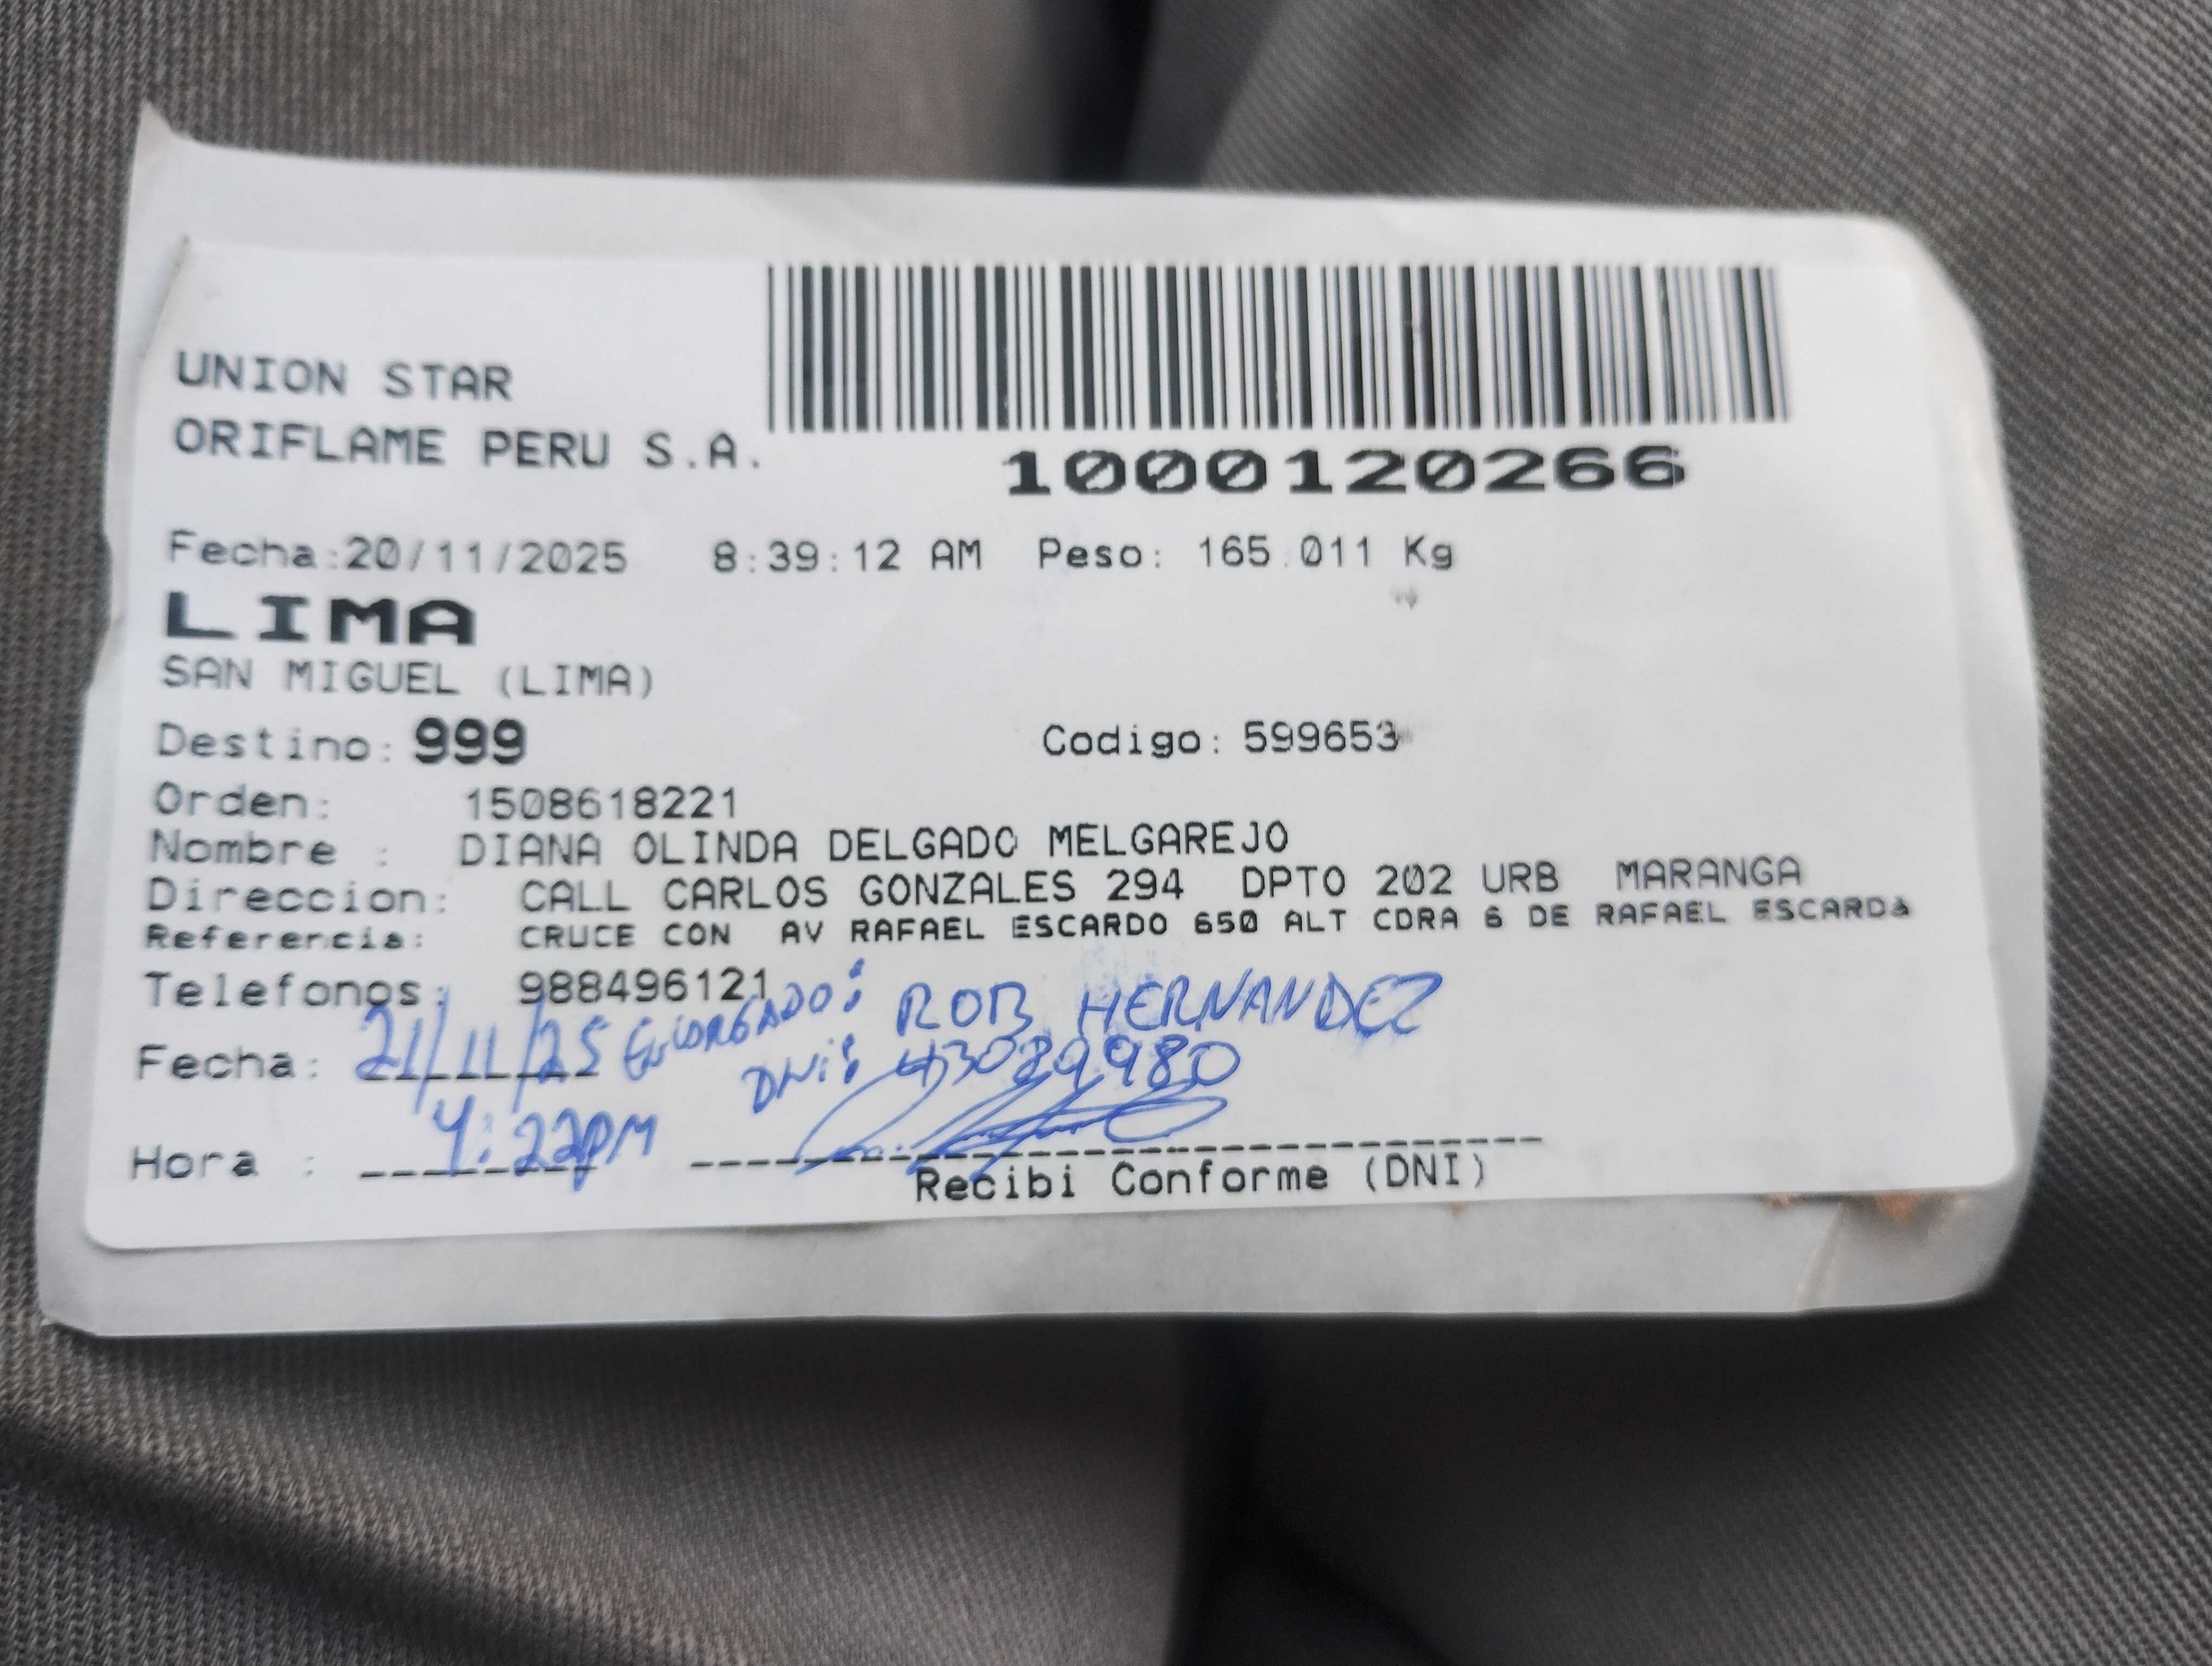 UNION STAR
ORIFLAME PERU S.A.
1000120266
Fecha:20/11/2025 8:39:12 AM Peso: 165.011 Kg
LIMA
SAN MIGUEL (LIMA)
Destino: 999 Codigo: 599653
Orden: 1508618221
Nombre : DIANA OLINDA DELGADO MELGAREJO
Direccion: CALL CARLOS GONZALES 294 DPTO 202 URB MARANGA
Referencia: CRUCE CON AV RAFAEL ESCARDO 650 ALT CDRA 6 DE RAFAEL ESCARDà
Telefonos: 988496121
Fecha: 21/11/25 ENCARGADO: ROB HERNANDEZ
DNi: 43089980
Hora : 4:22PM
Recibi Conforme (DNI)